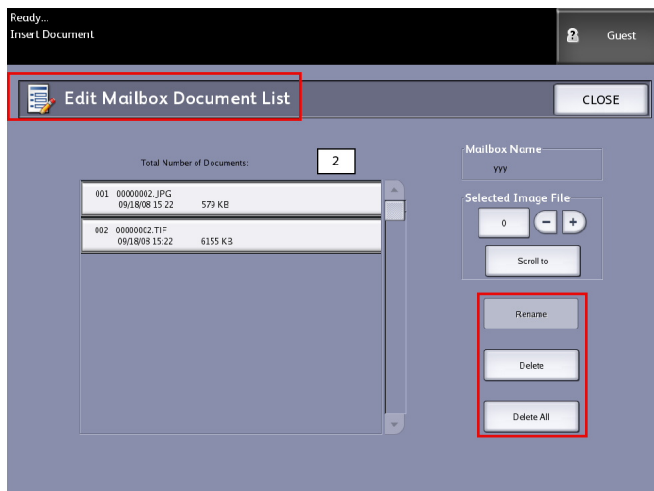 Ready...
Insert Document
Guest
Edit Mailbox Document List
CLOSE
Total Number of Documents:
2
Mailbox Name
yyy
001 00000002.JPG
09/18/08 15 22 579 KB
002 00000002.TIF
09/18/08 15:22 6155 KB
Selected Image File
0
Scroll to
Rename
Delete
Delete All